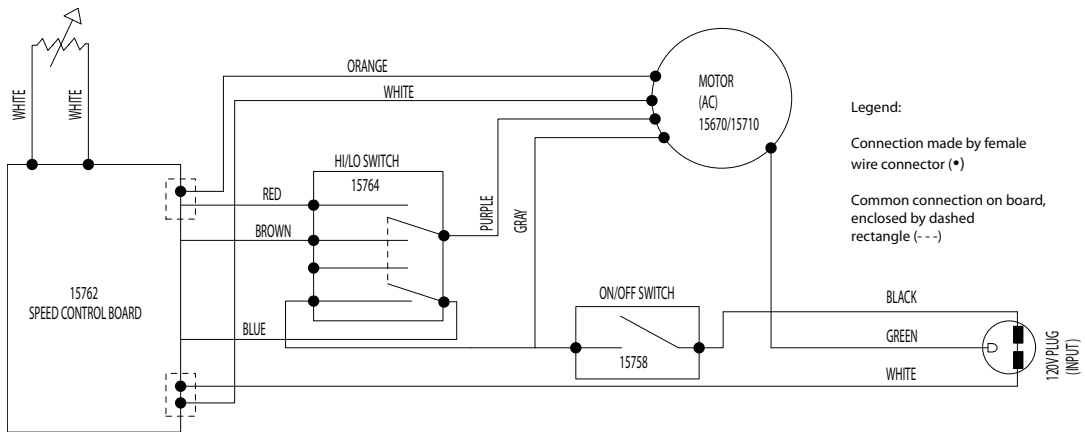 ORANGE
WHITE
WHITE
WHITE
MOTOR
(AC)
15670/15710
Legend:
Connection made by female
wire connector (•)
Common connection on board,
enclosed by dashed
rectangle (- - -)
HI/LO SWITCH
15764
RED
BROWN
PURPLE
GRAY
15762
SPEED CONTROL BOARD
BLUE
ON/OFF SWITCH
15758
BLACK
GREEN
WHITE
120V PLUG
(INPUT)